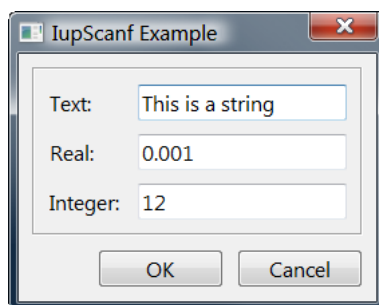 IupScanf Example
Text: This is a string
Real: 0.001
Integer: 12
OK Cancel